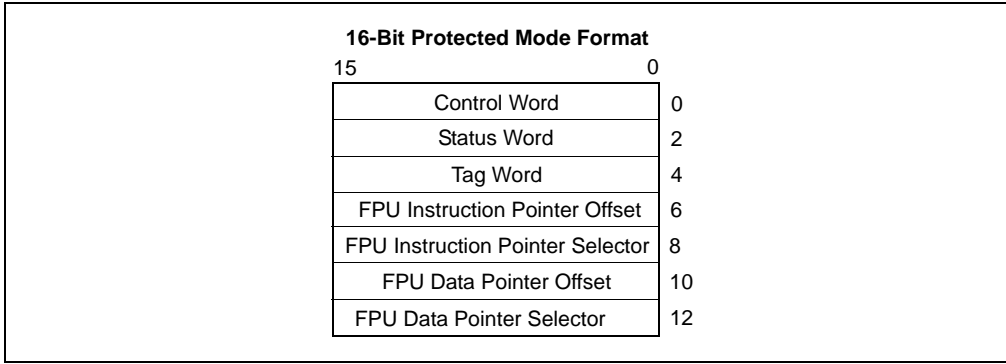 16-Bit Protected Mode Format
15 0
Control Word 0
Status Word 2
Tag Word 4
FPU Instruction Pointer Offset 6
FPU Instruction Pointer Selector 8
FPU Data Pointer Offset 10
FPU Data Pointer Selector 12